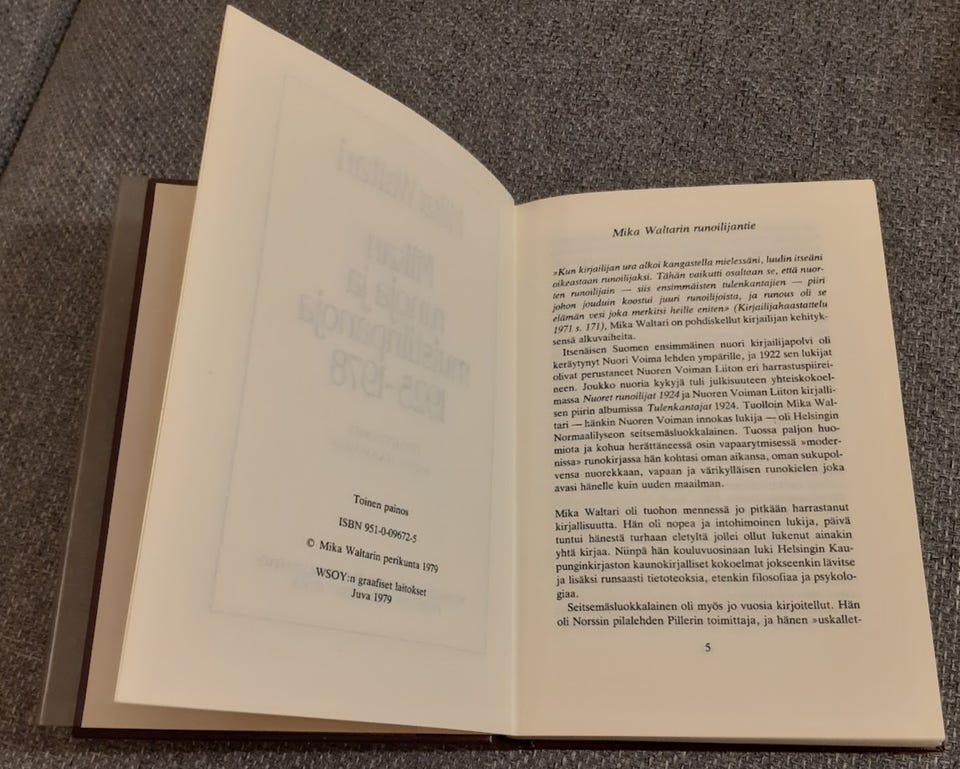 Toinen painos
ISBN 951-0-09672-5
© Mika Waltarin perikunta 1979
WSOY:n graafiset laitokset
Juva 1979
Mika Waltarin runoilijantie
»Kun kirjailijan ura alkoi kangastella mielessäni, luulin itseäni
oikeastaan runoilijaksi. Tähän vaikutti osaltaan se, että nuor-
ten runoilijain — siis ensimmäisten tulenkantajien — piiri
johon jouduin koostui juuri runoilijoista, ja runous oli se
elämän vesi joka merkitsi heille eniten» (Kirjailijahaastattelu
1971 s. 171), Mika Waltari on pohdiskellut kirjailijan kehityk-
sensä alkuvaiheita.
Itsenäisen Suomen ensimmäinen nuori kirjailijapolvi oli
keräytynyt Nuori Voima lehden ympärille, ja 1922 sen lukijat
olivat perustaneet Nuoren Voiman Liiton eri harrastuspiirei-
neen. Joukko nuoria kykyjä tuli julkisuuteen yhteiskokoel-
massa Nuoret runoilijat 1924 ja Nuoren Voiman Liiton kirjalli-
sen piirin albumissa Tulenkantajat 1924. Tuolloin Mika Wal-
tari — hänkin Nuoren Voiman innokas lukija — oli Helsingin
Normaalilyseon seitsemäsluokkalainen. Tuossa paljon huo-
miota ja kohua herättäneessä osin vapaarytmisessä »moder-
nissa» runokirjassa hän kohtasi oman aikansa, oman sukupol-
vensa nuorekkaan, vapaan ja värikylläisen runokielen joka
avasi hänelle kuin uuden maailman.
Mika Waltari oli tuohon mennessä jo pitkään harrastanut
kirjallisuutta. Hän oli nopea ja intohimoinen lukija, päivä
tuntui hänestä turhaan eletyltä jollei ollut lukenut ainakin
yhtä kirjaa. Niinpä hän kouluvuosinaan luki Helsingin Kau-
punginkirjaston kaunokirjalliset kokoelmat jokseenkin lävitse
ja lisäksi runsaasti tietoteoksia, etenkin filosofiaa ja psykolo-
giaa.
Seitsemäsluokkalainen oli myös jo vuosia kirjoitellut. Hän
oli Norssin pilalehden Pillerin toimittaja, ja hänen »uskallet-
5